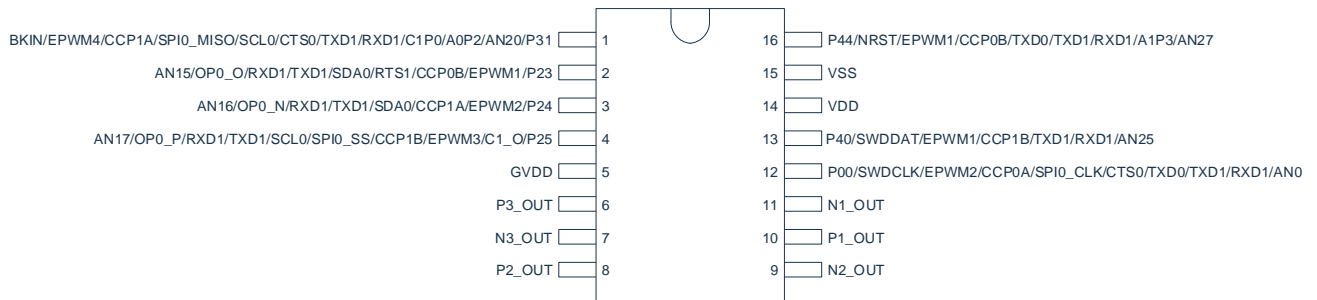 BKIN/EPWM4/CCP1A/SPI0_MISO/SCL0/CTS0/TXD1/RXD1/C1P0/A0P2/AN20/P31 1 16 P44/NRST/EPWM1/CCP0B/TXD0/TXD1/RXD1/A1P3/AN27
AN15/OP0_O/RXD1/TXD1/SDA0/RTS1/CCP0B/EPWM1/P23 2 15 VSS
AN16/OP0_N/RXD1/TXD1/SDA0/CCP1A/EPWM2/P24 3 14 VDD
AN17/OP0_P/RXD1/TXD1/SCL0/SPI0_SS/CCP1B/EPWM3/C1_O/P25 4 13 P40/SWDDAT/EPWM1/CCP1B/TXD1/RXD1/AN25
GVDD 5 12 P00/SWDCLK/EPWM2/CCP0A/SPI0_CLK/CTS0/TXD0/TXD1/RXD1/AN0
P3_OUT 6 11 N1_OUT
N3_OUT 7 10 P1_OUT
P2_OUT 8 9 N2_OUT